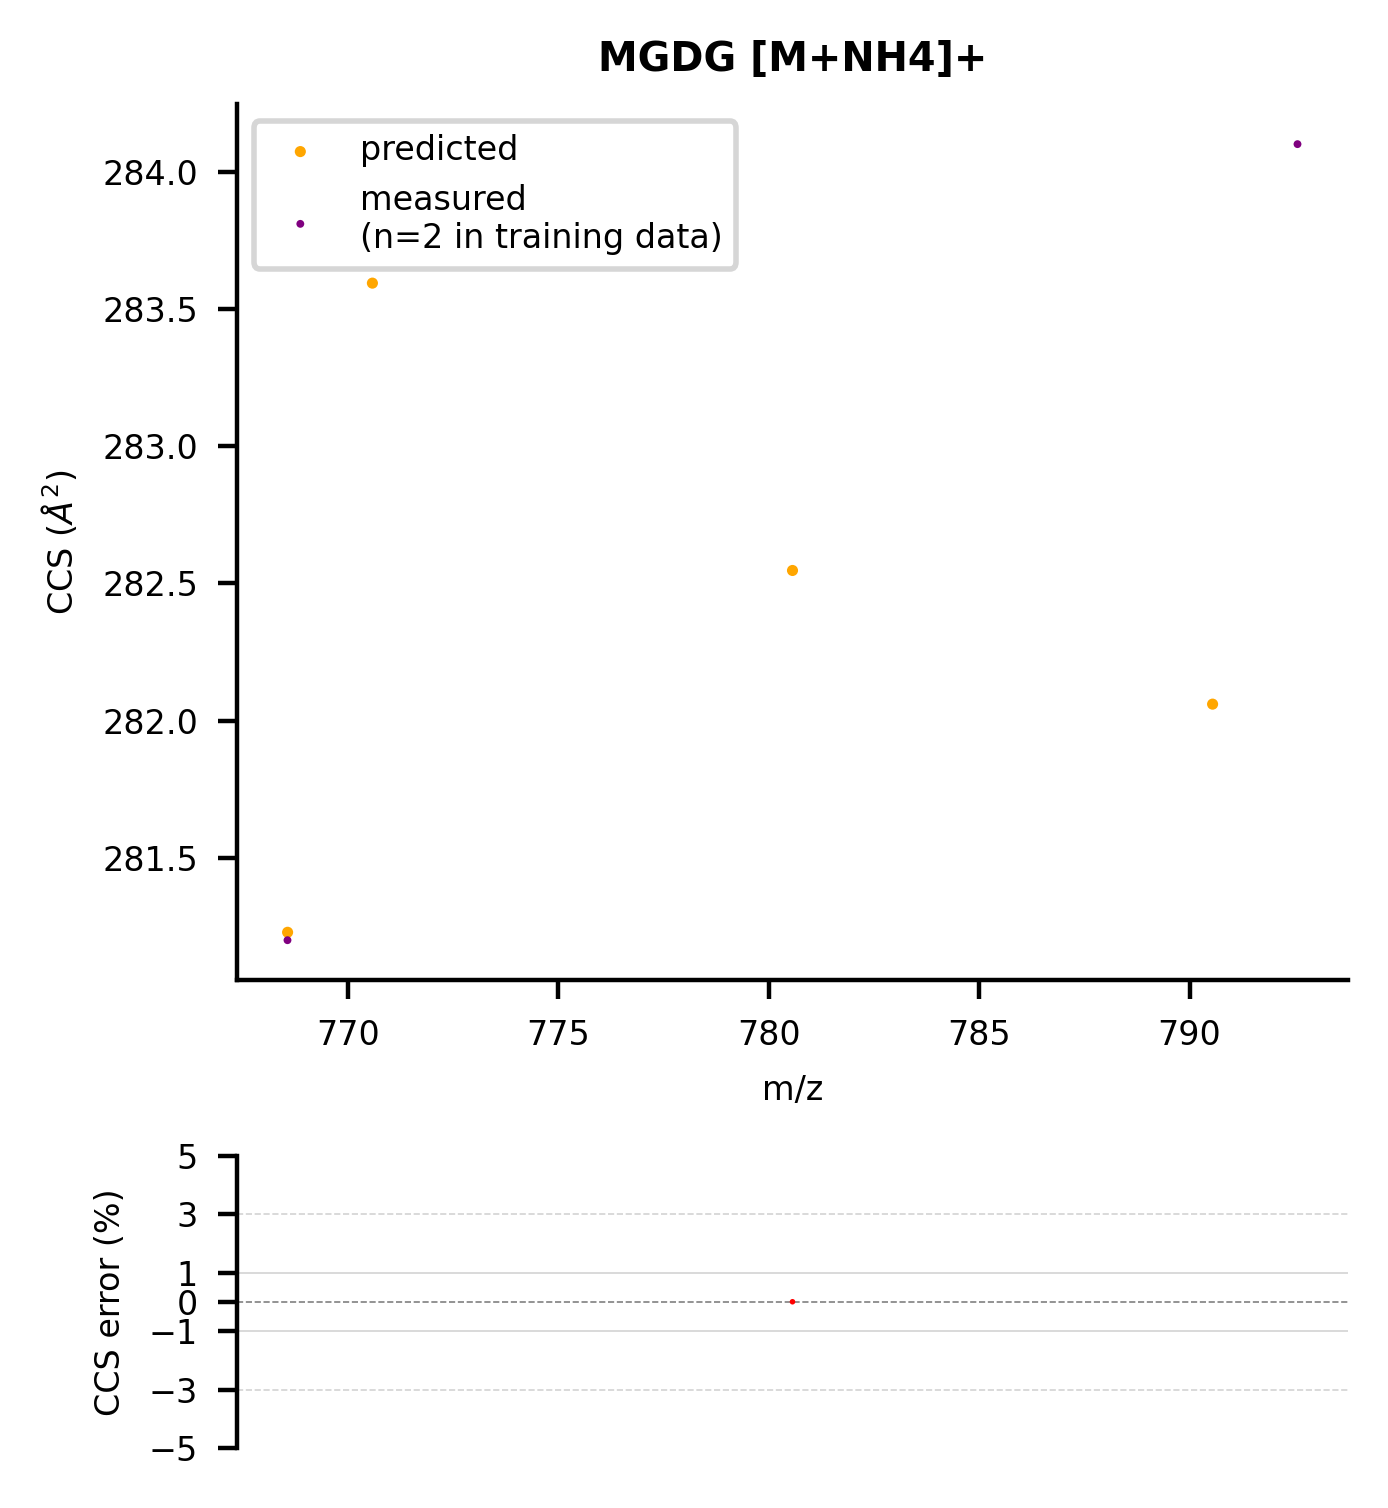 MGDG [M+NH4]+
predicted
measured
(n=2 in training data)
284.0
283.5
283.0
282.5
282.0
281.5
CCS (Å²)
770 775 780 785 790
m/z
5
3
1
0
−1
−3
−5
CCS error (%)